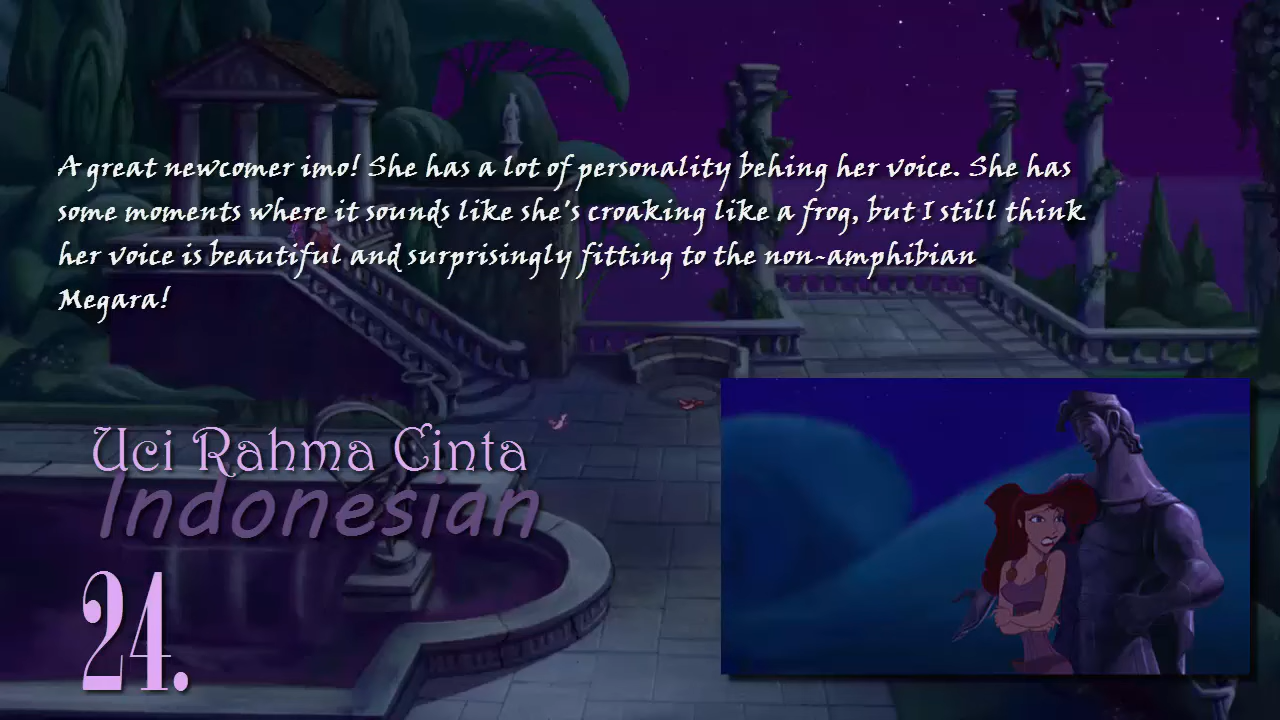 A great newcomer imo! She has a lot of personality behing her voice. She has
some moments where it sounds like she's croaking like a frog, but I still think
her voice is beautiful and surprisingly fitting to the non-amphibian
Megara!
Uci Rahma Cinta
Indonesian
24.